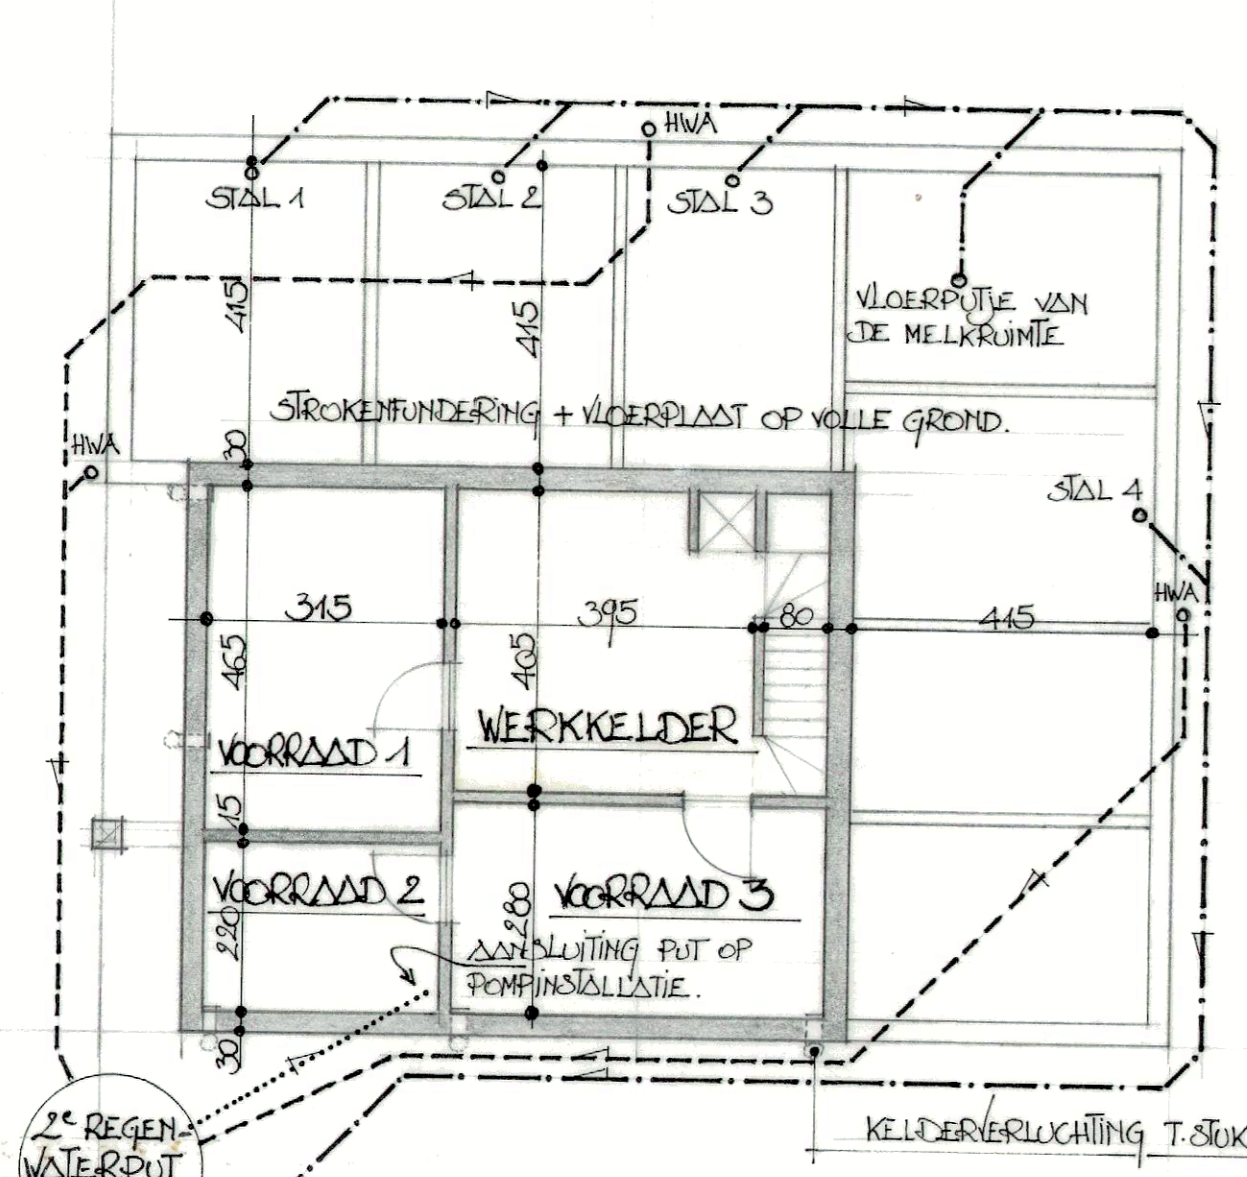 HWA
STAL 1
STAL 2
STAL 3
415
415
VLOERPUTJE VAN
DE MELKRUIMTE
STROKENFUNDERING + VLOERPLAAT OP VOLLE GROND.
30
HWA
STAL 4
HWA
315
395
80
415
465
405
WERKKELDER
VOORRAAD 1
15
VOORRAAD 2
VOORRAAD 3
220
280
AANSLUITING PUT OP
POMPINSTALLATIE.
30
2e REGEN-
WATERPUT
KELDERVERLUCHTING T.STUK